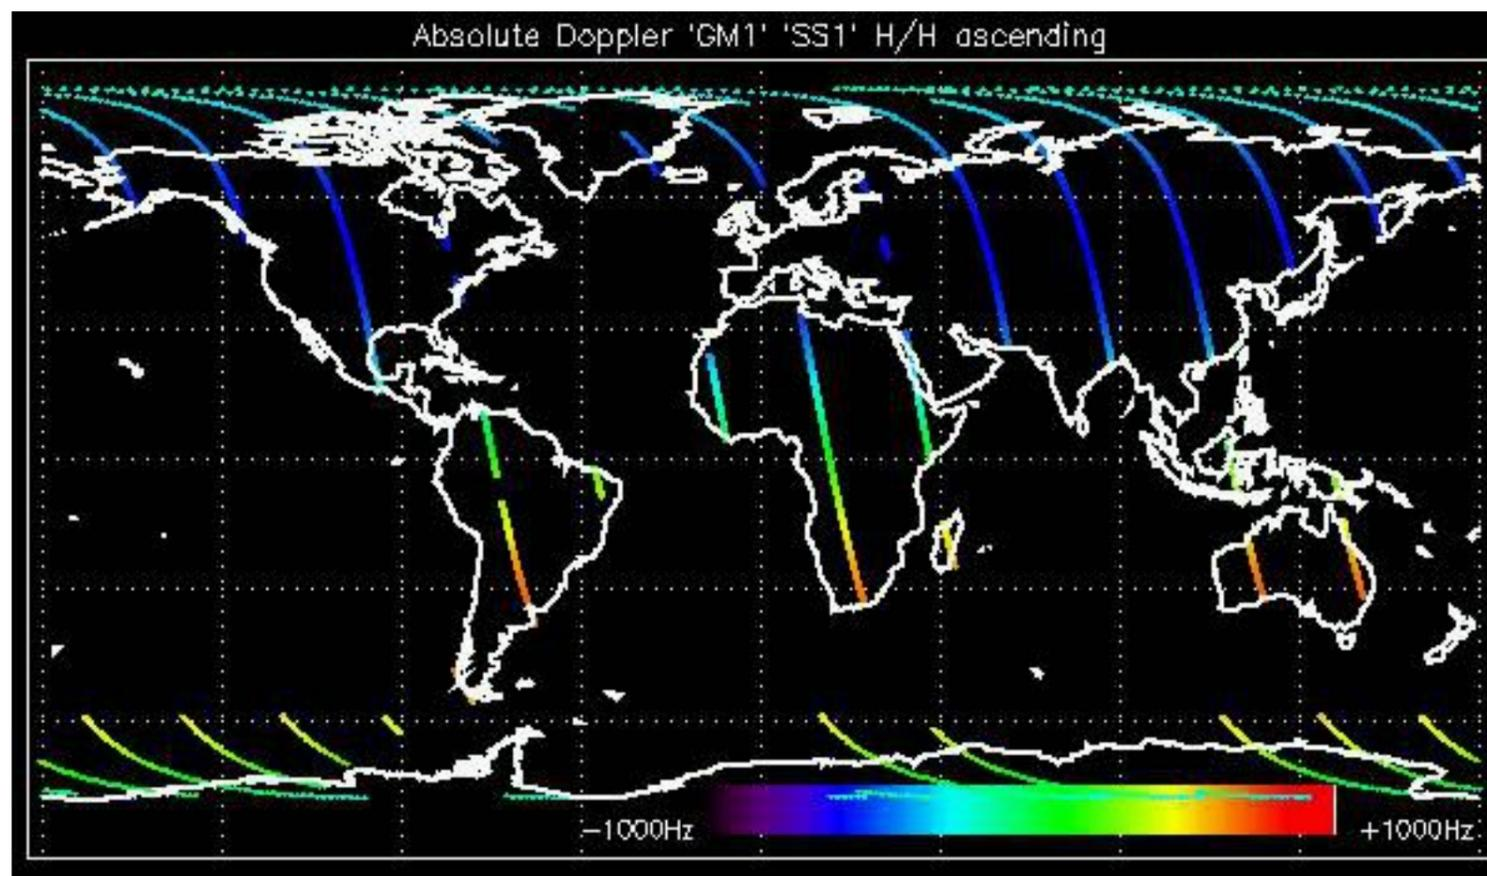 Absolute Doppler 'GM1' 'SS1' H/H ascending
−1000Hz +1000Hz